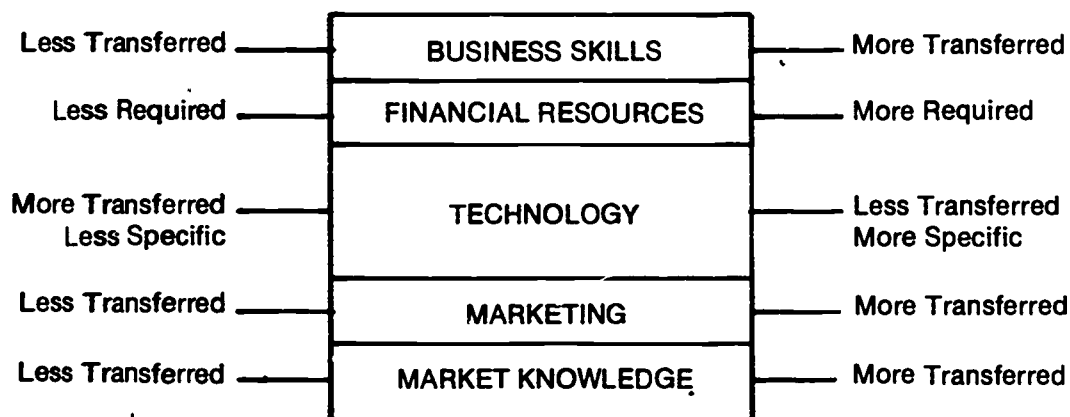 Less Transferred BUSINESS SKILLS More Transferred
Less Required FINANCIAL RESOURCES More Required
More Transferred TECHNOLOGY Less Transferred
Less Specific More Specific
Less Transferred MARKETING More Transferred
Less Transferred MARKET KNOWLEDGE More Transferred